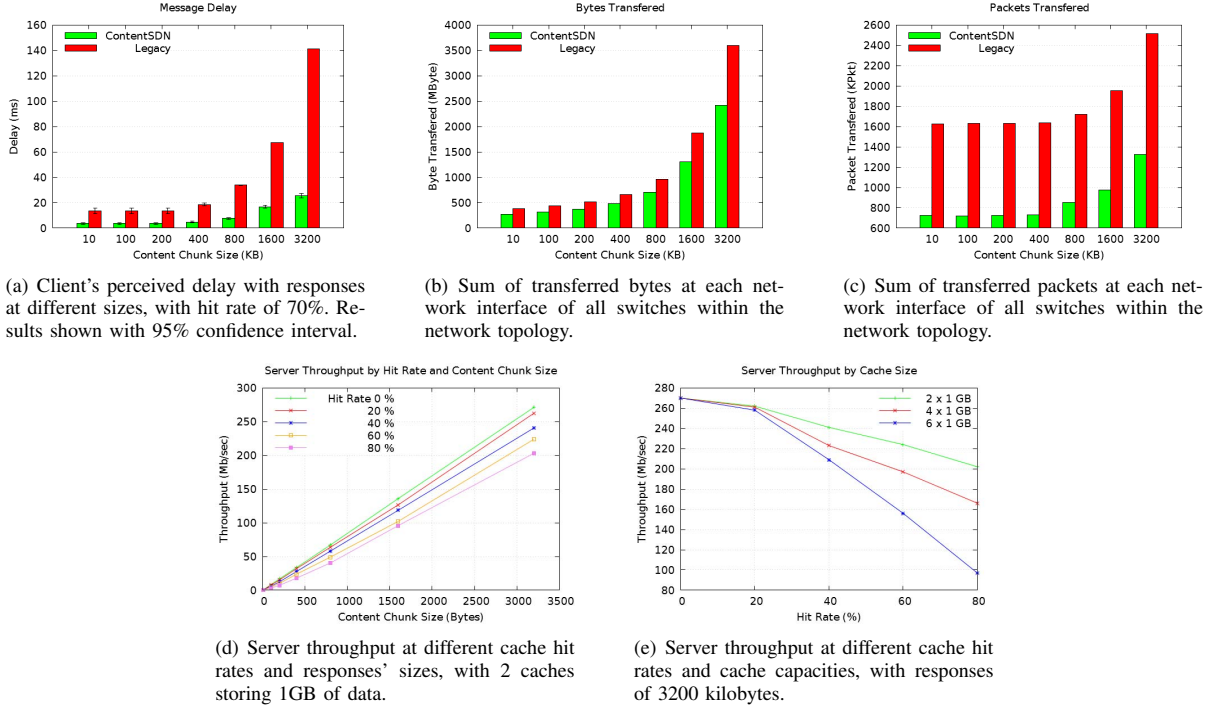 Message Delay
160
140
120
100
80
60
40
20
0
Delay (ms)
ContentSDN
Legacy
10 100 200 400 800 1600 3200
Content Chunk Size (KB)
(a) Client's perceived delay with responses
at different sizes, with hit rate of 70%. Re-
sults shown with 95% confidence interval.
Bytes Transfered
4000
3500
3000
2500
2000
1500
1000
500
0
Byte Transfered (MByte)
ContentSDN
Legacy
10 100 200 400 800 1600 3200
Content Chunk Size (KB)
(b) Sum of transferred bytes at each net-
work interface of all switches within the
network topology.
Packets Transfered
2600
2400
2200
2000
1800
1600
1400
1200
1000
800
600
Packet Transfered (KPkt)
ContentSDN
Legacy
10 100 200 400 800 1600 3200
Content Chunk Size (KB)
(c) Sum of transferred packets at each net-
work interface of all switches within the
network topology.
Server Throughput by Hit Rate and Content Chunk Size
300
250
200
150
100
50
0
Throughput (Mb/sec)
Hit Rate 0 %
20 %
40 %
60 %
80 %
0 500 1000 1500 2000 2500 3000 3500
Content Chunk Size (Bytes)
(d) Server throughput at different cache hit
rates and responses' sizes, with 2 caches
storing 1GB of data.
Server Throughput by Cache Size
280
260
240
220
200
180
160
140
120
100
80
Throughput (Mb/sec)
2 x 1 GB
4 x 1 GB
6 x 1 GB
0 20 40 60 80
Hit Rate (%)
(e) Server throughput at different cache hit
rates and cache capacities, with responses
of 3200 kilobytes.